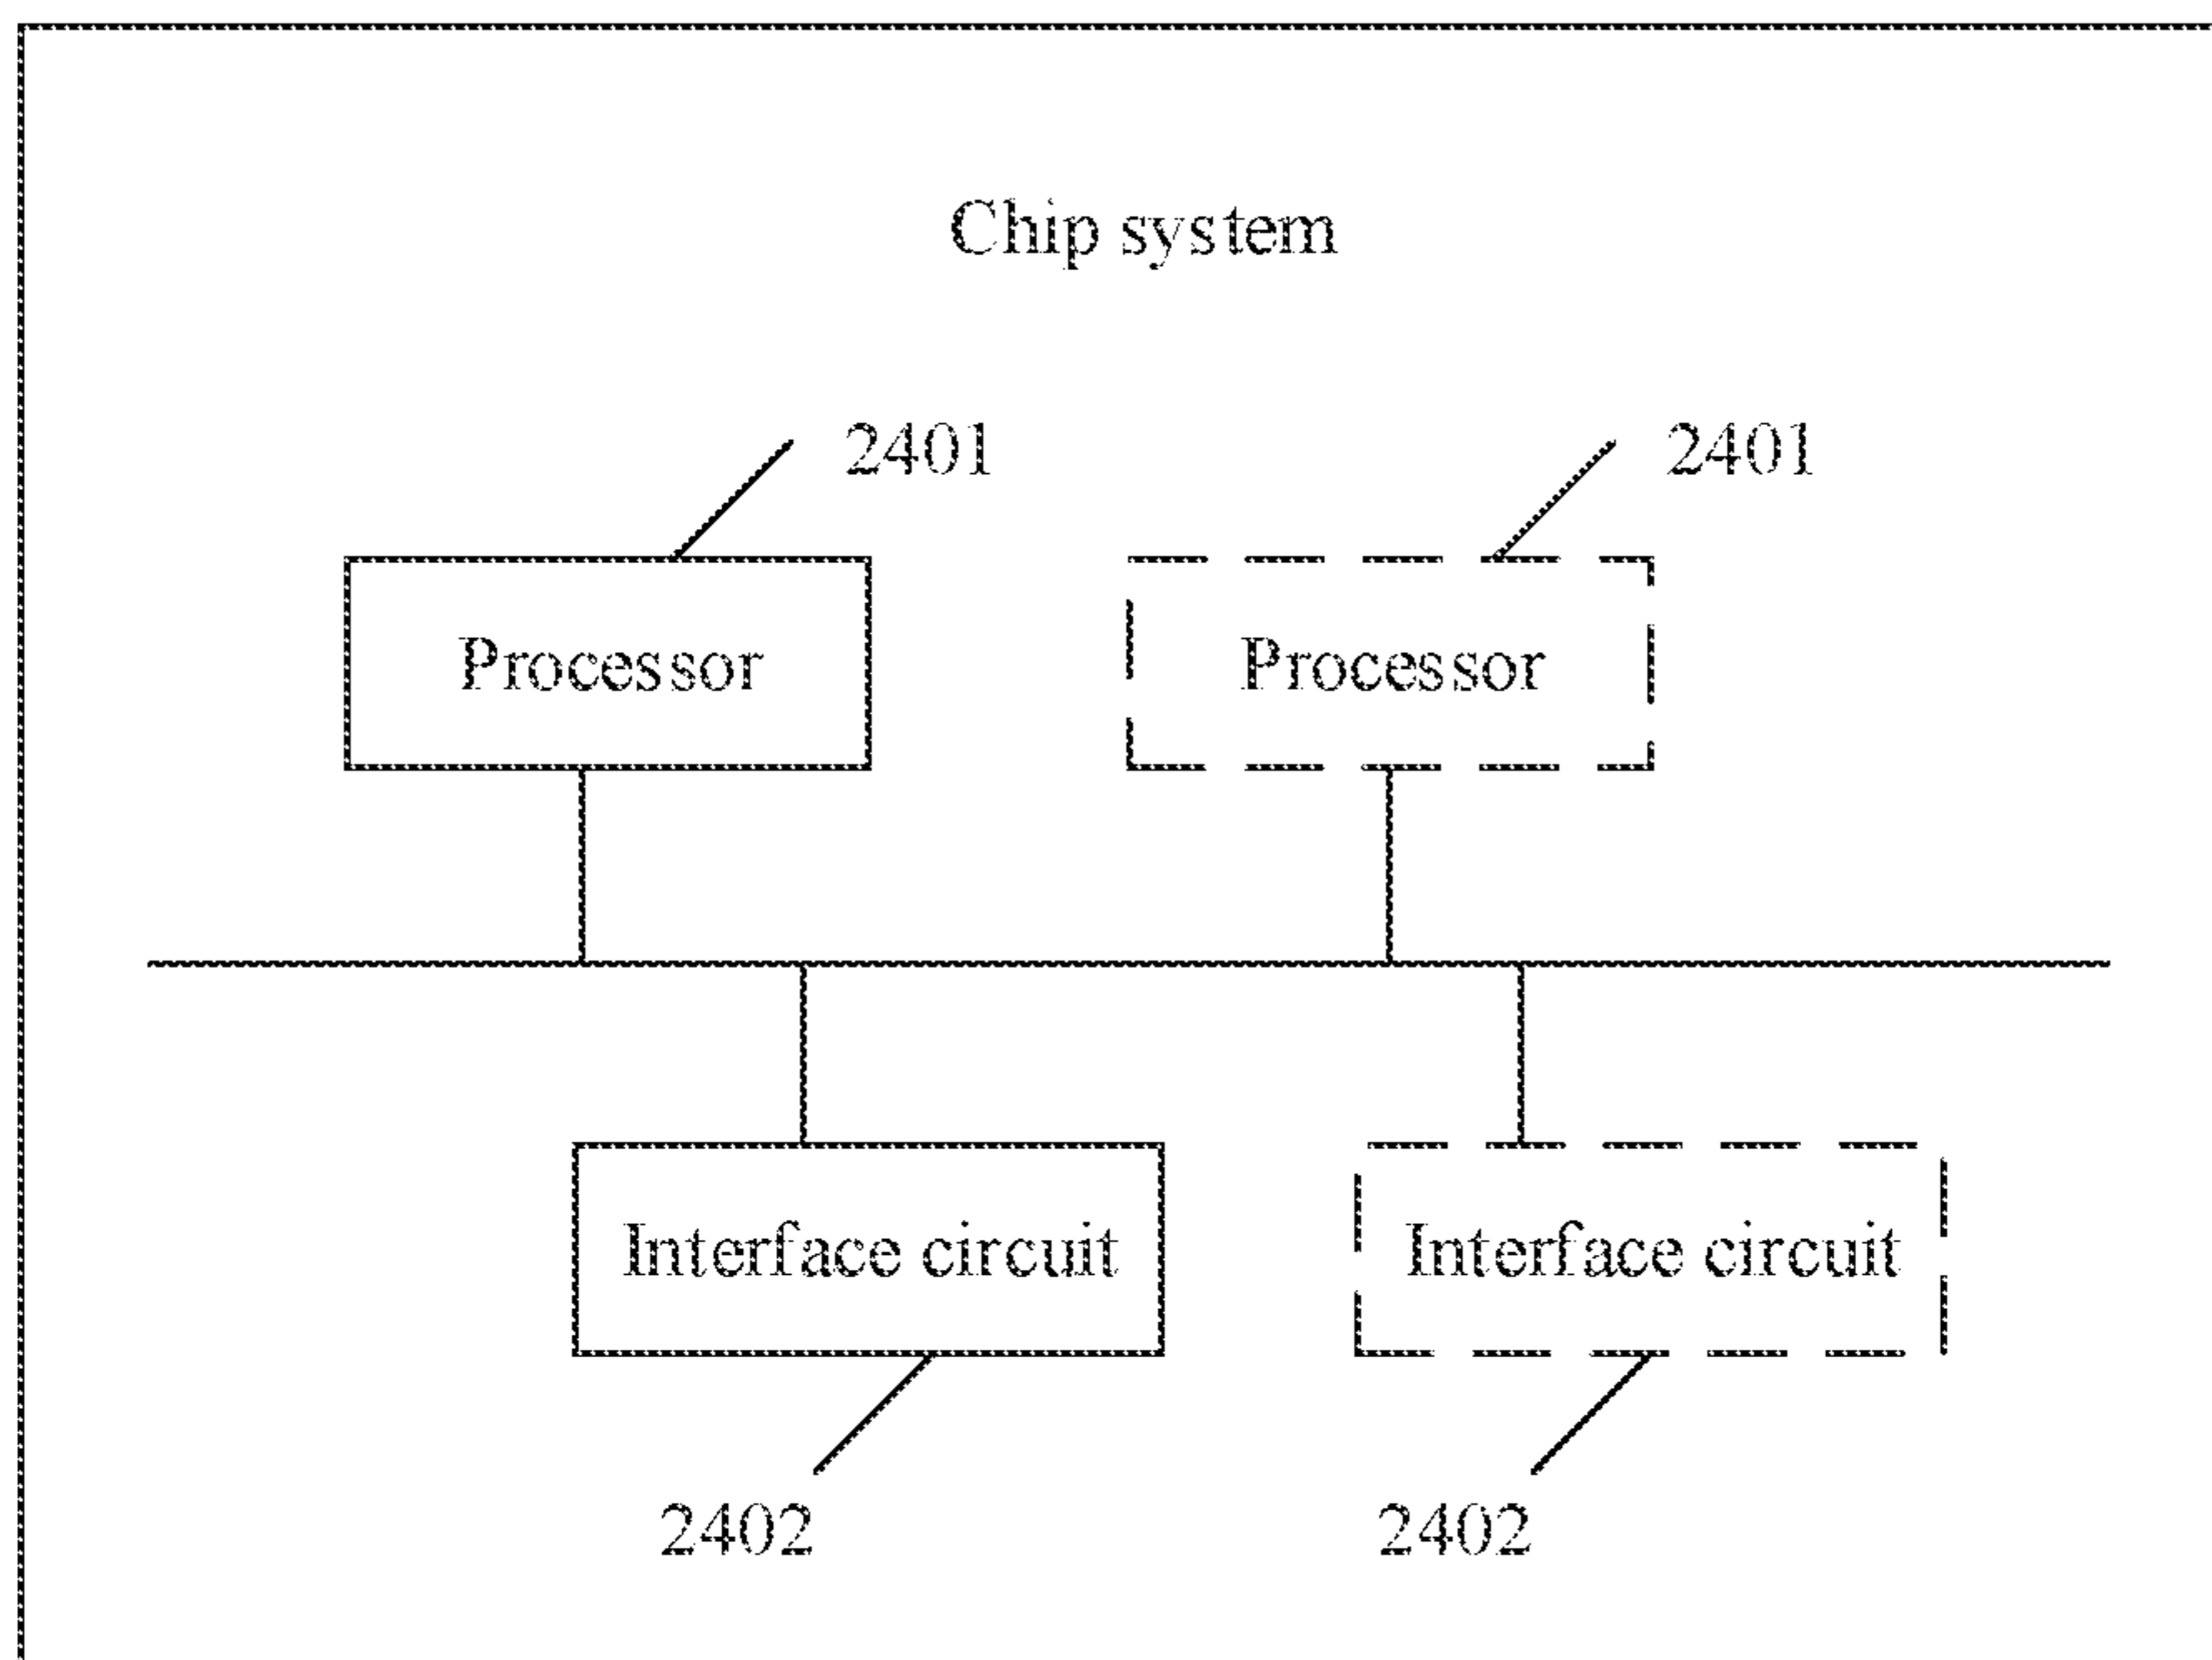 Chip system
2401
2401
Processor
Processor
Interface circuit
Interface circuit
2402
2402